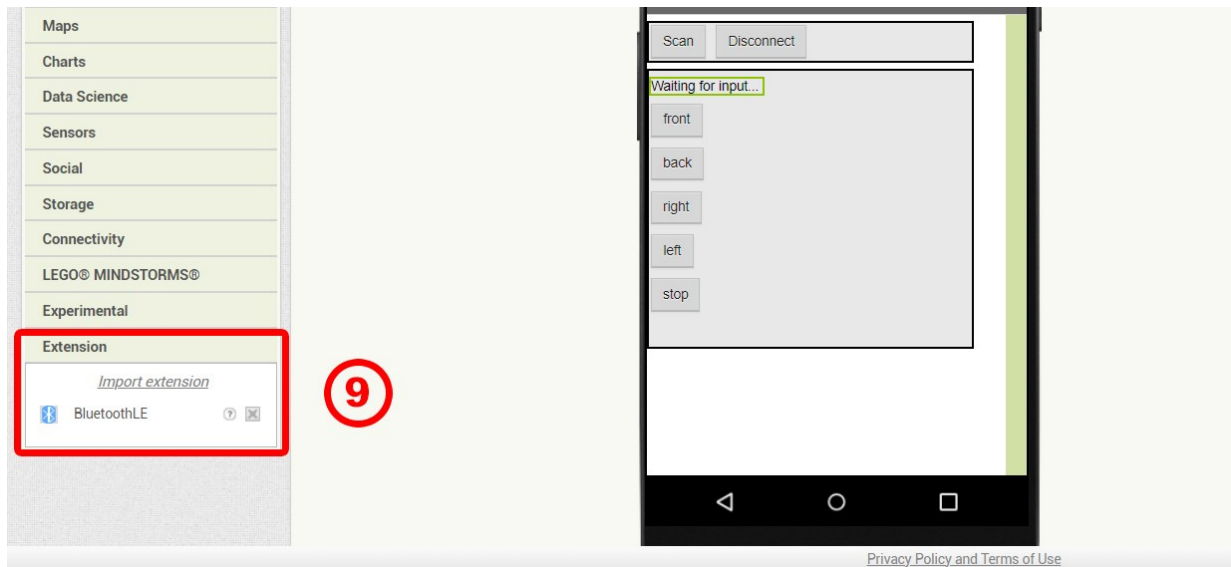 Maps
Charts
Data Science
Sensors
Social
Storage
Connectivity
LEGO® MINDSTORMS®
Experimental
Extension
Import extension
BluetoothLE ?
9
Scan Disconnect
Waiting for input...
front
back
right
left
stop
Privacy Policy and Terms of Use